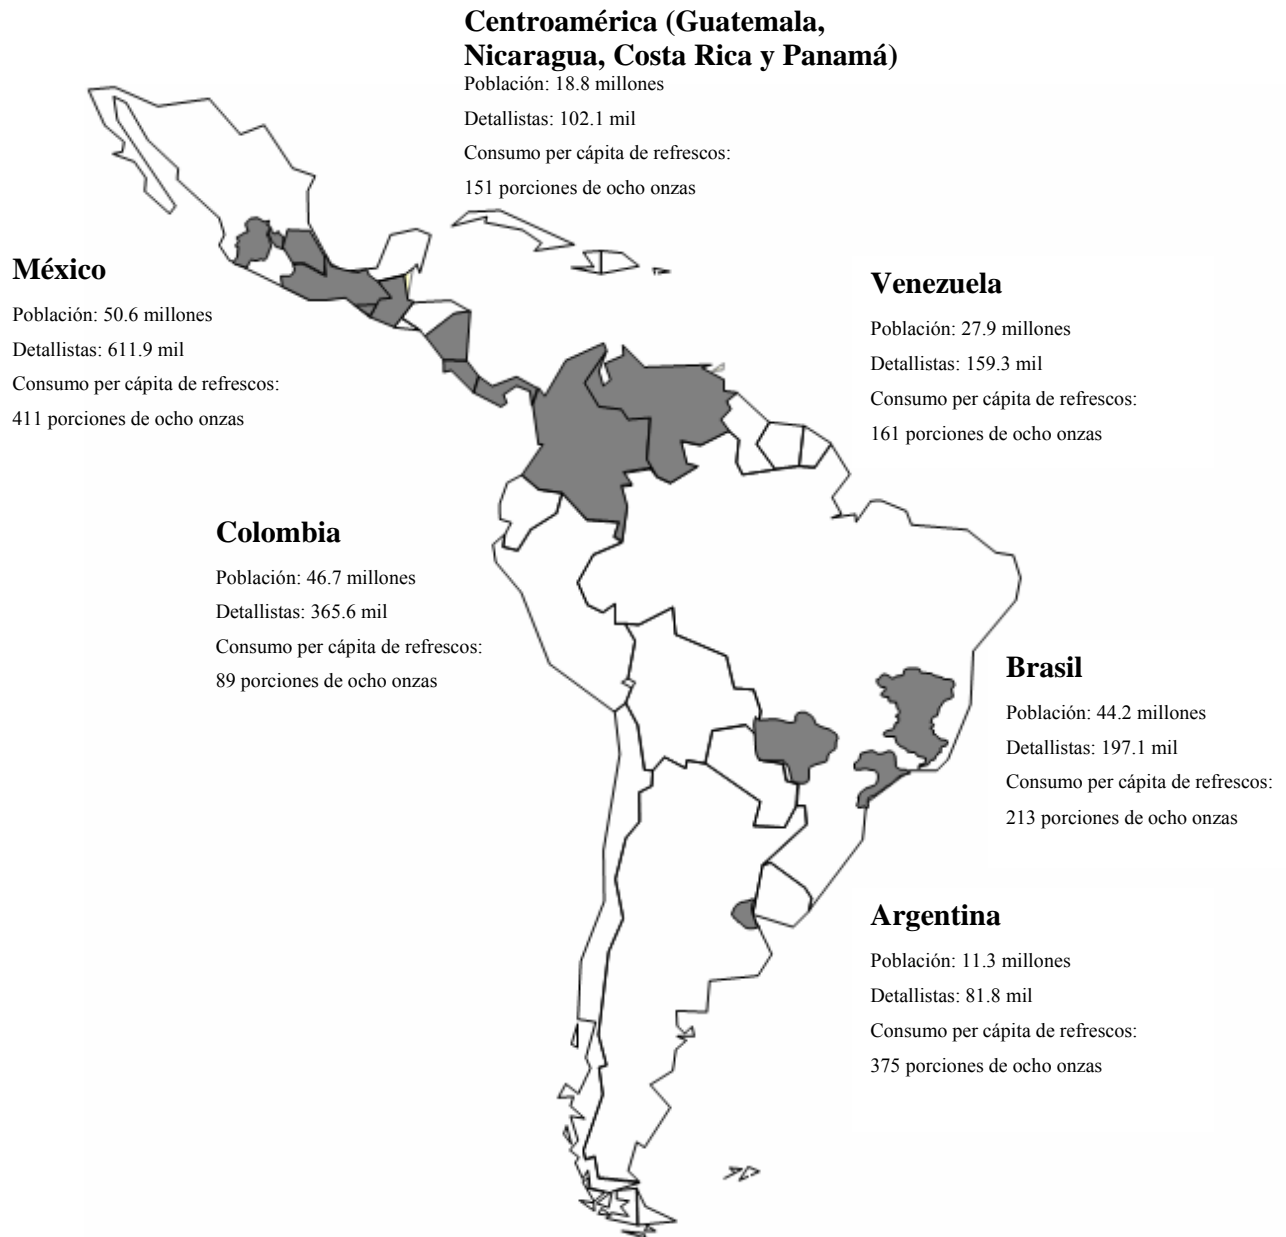 Centroamérica (Guatemala,
Nicaragua, Costa Rica y Panamá)
Población: 18.8 millones
Detallistas: 102.1 mil
Consumo per cápita de refrescos:
151 porciones de ocho onzas
México
Población: 50.6 millones
Detallistas: 611.9 mil
Consumo per cápita de refrescos:
411 porciones de ocho onzas
Venezuela
Población: 27.9 millones
Detallistas: 159.3 mil
Consumo per cápita de refrescos:
161 porciones de ocho onzas
Colombia
Población: 46.7 millones
Detallistas: 365.6 mil
Consumo per cápita de refrescos:
89 porciones de ocho onzas
Brasil
Población: 44.2 millones
Detallistas: 197.1 mil
Consumo per cápita de refrescos:
213 porciones de ocho onzas
Argentina
Población: 11.3 millones
Detallistas: 81.8 mil
Consumo per cápita de refrescos:
375 porciones de ocho onzas